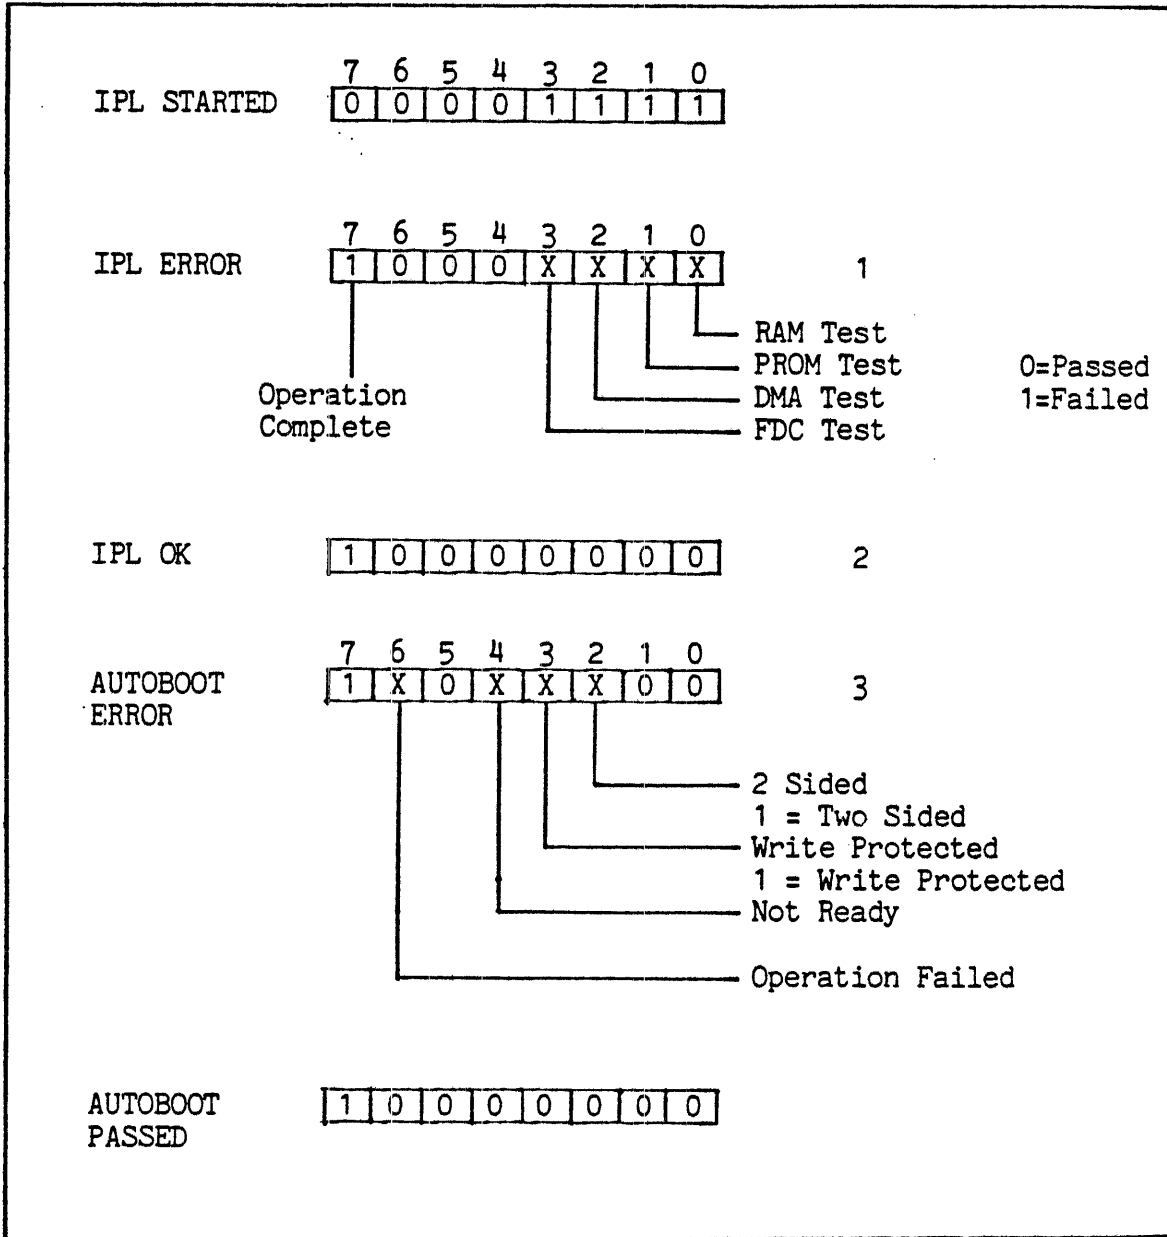 7 6 5 4 3 2 1 0
IPL STARTED 0 0 0 0 1 1 1 1
7 6 5 4 3 2 1 0
IPL ERROR 1 0 0 0 X X X X 1
RAM Test
PROM Test 0=Passed
Operation DMA Test 1=Failed
Complete FDC Test
IPL OK 1 0 0 0 0 0 0 0 2
7 6 5 4 3 2 1 0
AUTOBOOT 1 X 0 X X X 0 0 3
ERROR
2 Sided
1 = Two Sided
Write Protected
1 = Write Protected
Not Ready
Operation Failed
AUTOBOOT 1 0 0 0 0 0 0 0
PASSED